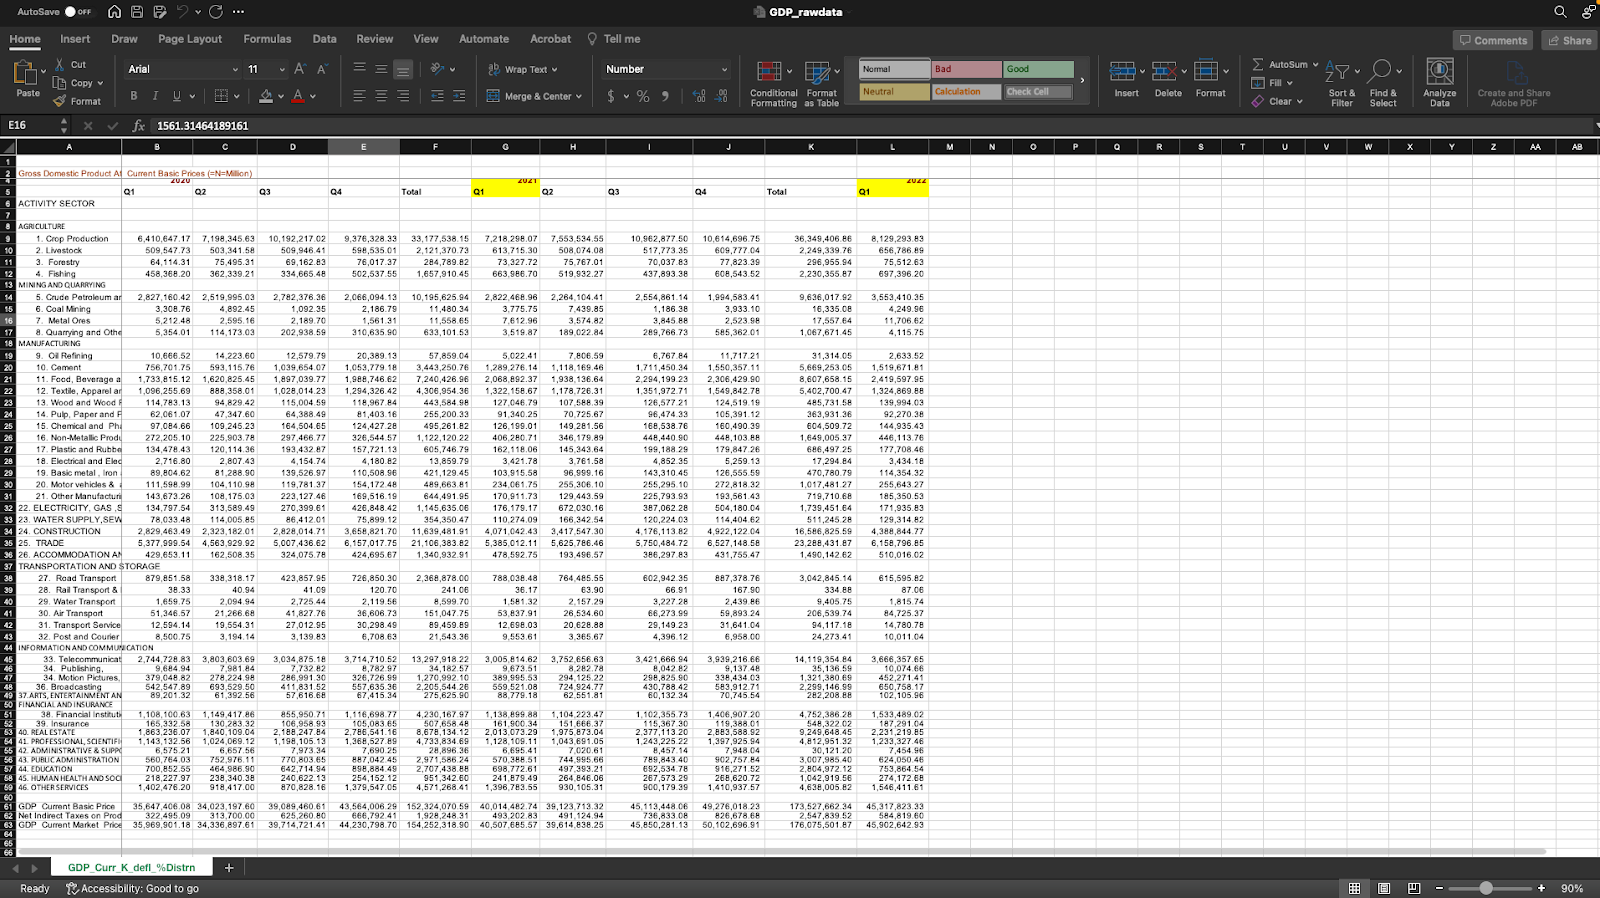 AutoSave OFF GDP_rawdata
Home Insert Draw Page Layout Formulas Data Review View Automate Acrobat Tell me Comments Share
Paste Cut Copy Format Arial 11 Wrap Text Merge & Center Number Conditional Formatting Format as Table Normal Bad Good Neutral Calculation Check Cell Insert Delete Format AutoSum Fill Clear Sort & Filter Find & Select Analyze Data Create and Share Adobe PDF
E16 fx 1561.31464189161
A B C D E F G H I J K L M N O P Q R S T U V W X Y Z AA AB
1
2 Gross Domestic Product At Current Basic Prices (=N=Million)
4 2020 2021 2022
5 Q1 Q2 Q3 Q4 Total Q1 Q2 Q3 Q4 Total Q1
6 ACTIVITY SECTOR
7
8 AGRICULTURE
9 1. Crop Production 6,410,647.17 7,198,345.63 10,192,217.02 9,376,328.33 33,177,538.15 7,218,298.07 7,553,534.55 10,962,877.50 10,614,696.75 36,349,406.86 8,129,293.83
10 2. Livestock 509,547.73 503,341.58 509,946.41 598,535.01 2,121,370.73 613,715.30 508,074.08 517,773.35 609,777.04 2,249,339.76 656,786.89
11 3. Forestry 64,114.31 75,495.31 69,162.83 76,017.37 284,789.82 73,327.72 75,767.01 70,037.83 77,823.39 296,955.94 75,512.63
12 4. Fishing 458,368.20 362,339.21 334,665.48 502,537.55 1,657,910.45 663,986.70 519,932.27 437,893.38 608,543.52 2,230,355.87 697,396.20
13 MINING AND QUARRYING
14 5. Crude Petroleum ar 2,827,160.42 2,519,995.03 2,782,376.36 2,066,094.13 10,195,625.94 2,822,468.96 2,264,104.41 2,554,861.14 1,994,583.41 9,636,017.92 3,553,410.35
15 6. Coal Mining 3,308.76 4,892.45 1,092.35 2,186.79 11,480.34 3,775.75 7,439.85 1,186.38 3,933.10 16,335.08 4,249.96
16 7. Metal Ores 5,212.48 2,595.16 2,189.70 1,561.31 11,558.65 7,612.96 3,574.82 3,845.88 2,523.98 17,557.64 11,706.62
17 8. Quarrying and Othe 5,354.01 114,173.03 202,938.59 310,635.90 633,101.53 3,519.87 189,022.84 289,766.73 585,362.01 1,067,671.45 4,115.75
18 MANUFACTURING
19 9. Oil Refining 10,666.52 14,223.60 12,579.79 20,389.13 57,859.04 5,022.41 7,806.59 6,767.84 11,717.21 31,314.05 2,633.52
20 10. Cement 756,701.75 593,115.76 1,039,654.07 1,053,779.18 3,443,250.76 1,289,276.14 1,118,169.46 1,711,450.34 1,550,357.11 5,669,253.05 1,519,671.81
21 11. Food, Beverage a 1,733,815.12 1,620,825.45 1,897,039.77 1,988,746.62 7,240,426.96 2,068,892.37 1,938,136.64 2,294,199.23 2,306,429.90 8,607,658.15 2,419,597.95
22 12. Textile, Apparel ar 1,096,255.69 888,358.01 1,028,014.23 1,294,326.42 4,306,954.36 1,322,158.67 1,178,726.31 1,351,972.71 1,549,842.78 5,402,700.47 1,324,869.88
23 13. Wood and Wood F 114,783.13 94,829.42 115,004.59 118,967.84 443,584.98 127,046.79 107,588.39 126,577.21 124,519.19 485,731.58 139,994.03
24 14. Pulp, Paper and F 62,061.07 47,347.60 64,388.49 81,403.16 255,200.33 91,340.25 70,725.67 96,474.33 105,391.12 363,931.36 92,270.38
25 15. Chemical and Pha 97,084.66 109,245.23 164,504.65 124,427.28 495,261.82 126,199.01 149,281.56 168,538.76 160,490.39 604,509.72 144,935.43
26 16. Non-Metallic Produ 272,205.10 225,903.78 297,466.77 326,544.57 1,122,120.22 406,280.71 346,179.89 448,440.90 448,103.88 1,649,005.37 446,113.76
27 17. Plastic and Rubbe 134,478.43 120,114.36 193,432.87 157,721.13 605,746.79 162,118.06 145,343.64 199,188.29 179,847.26 686,497.25 177,708.46
28 18. Electrical and Elec 2,716.80 2,807.43 4,154.74 4,180.82 13,859.79 3,421.78 3,761.58 4,852.35 5,259.13 17,294.84 3,434.18
29 19. Basic metal , Iron 89,804.62 81,288.90 139,526.97 110,508.96 421,129.45 103,915.58 96,999.16 143,310.45 126,555.59 470,780.79 114,354.32
30 20. Motor vehicles & 111,598.99 104,110.98 119,781.37 154,172.48 489,663.81 234,061.75 255,306.10 255,295.10 272,818.32 1,017,481.27 255,643.27
31 21. Other Manufacturi 143,673.26 108,175.03 223,127.46 169,516.19 644,491.95 170,911.73 129,443.59 225,793.93 193,561.43 719,710.68 185,350.53
32 22. ELECTRICITY, GAS ,S 134,797.54 313,589.49 270,399.61 426,848.42 1,145,635.06 176,179.17 672,030.16 387,062.28 504,180.04 1,739,451.64 171,935.83
33 23. WATER SUPPLY,SEW 78,033.48 114,005.85 86,412.01 75,899.12 354,350.47 110,274.09 166,342.54 120,224.03 114,404.62 511,245.28 129,314.82
34 24. CONSTRUCTION 2,829,463.49 2,323,182.01 2,828,014.71 3,658,821.70 11,639,481.91 4,071,042.43 3,417,547.30 4,176,113.82 4,922,122.04 16,586,825.59 4,388,844.77
35 25. TRADE 5,377,999.54 4,563,929.92 5,007,436.62 6,157,017.75 21,106,383.82 5,385,012.11 5,625,786.46 5,750,484.72 6,527,148.58 23,288,431.87 6,158,796.85
36 26. ACCOMMODATION AN 429,653.11 162,508.35 324,075.78 424,695.67 1,340,932.91 478,592.75 193,496.57 386,297.83 431,755.47 1,490,142.62 510,016.02
37 TRANSPORTATION AND STORAGE
38 27. Road Transport 879,851.58 338,318.17 423,857.95 726,850.30 2,368,878.00 788,038.48 764,485.55 602,942.35 887,378.76 3,042,845.14 615,595.82
39 28. Rail Transport & 38.33 40.94 41.09 120.70 241.06 36.17 63.90 66.91 167.90 334.88 87.06
40 29. Water Transport 1,659.75 2,094.94 2,725.44 2,119.56 8,599.70 1,581.32 2,157.29 3,227.28 2,439.86 9,405.75 1,815.74
41 30. Air Transport 51,346.57 21,266.68 41,827.76 36,606.73 151,047.75 53,837.91 26,534.60 66,273.99 59,893.24 206,539.74 84,725.37
42 31. Transport Service 12,594.14 19,554.31 27,012.95 30,298.49 89,459.89 12,698.03 20,628.88 29,149.23 31,641.04 94,117.18 14,780.78
43 32. Post and Courier 8,500.75 3,194.14 3,139.83 6,708.63 21,543.36 9,553.61 3,365.67 4,396.12 6,958.00 24,273.41 10,011.04
44 INFORMATION AND COMMUNICATION
45 33. Telecommunicat 2,744,728.83 3,803,603.69 3,034,875.18 3,714,710.52 13,297,918.22 3,005,814.62 3,752,656.63 3,421,666.94 3,939,216.66 14,119,354.84 3,666,357.65
46 34. Publishing, 9,684.94 7,981.84 7,732.82 8,782.97 34,182.57 9,673.51 8,282.78 8,042.82 9,137.48 35,136.59 10,074.66
47 34. Motion Pictures, 379,048.82 278,224.98 286,991.30 326,726.99 1,270,992.10 389,995.53 294,125.22 298,825.90 338,434.03 1,321,380.69 452,271.41
48 36. Broadcasting 542,547.89 693,529.50 411,831.52 557,635.36 2,205,544.26 559,521.08 724,924.77 430,788.42 583,912.71 2,299,146.99 650,758.17
49 37. ARTS, ENTERTAINMENT AN 89,201.32 61,392.56 57,616.68 67,415.34 275,625.90 88,779.18 62,551.81 60,132.34 70,745.54 282,208.88 102,105.96
50 FINANCIAL AND INSURANCE
51 38. Financial Instituti 1,108,100.63 1,149,417.86 855,950.71 1,116,698.77 4,230,167.97 1,138,899.88 1,104,223.47 1,102,355.73 1,406,907.20 4,752,386.28 1,533,489.02
52 39. Insurance 165,332.58 130,283.32 106,958.93 105,083.65 507,658.48 161,900.34 151,666.37 115,367.30 119,388.01 548,322.02 187,291.04
53 40. REAL ESTATE 1,863,236.07 1,840,109.04 2,188,247.84 2,786,541.16 8,678,134.12 2,013,073.29 1,975,873.04 2,377,113.20 2,883,588.92 9,249,648.45 2,231,219.85
54 41. PROFESSIONAL, SCIENTIFI 1,143,132.56 1,024,069.12 1,198,105.13 1,368,527.89 4,733,834.69 1,128,109.11 1,043,691.05 1,243,225.22 1,397,925.94 4,812,951.32 1,233,327.46
55 42. ADMINISTRATIVE & SUPPO 6,575.21 6,657.56 7,973.34 7,690.25 28,896.36 6,695.41 7,020.61 8,457.14 7,948.04 30,121.20 7,454.96
56 43. PUBLIC ADMINISTRATION 560,764.03 752,976.11 770,803.65 887,042.45 2,971,586.24 570,388.51 744,995.66 789,843.40 902,757.84 3,007,985.40 624,050.46
57 44. EDUCATION 700,852.55 464,986.90 642,714.94 898,884.49 2,707,438.88 698,772.61 497,393.21 692,534.78 916,271.52 2,804,972.12 753,864.54
58 45. HUMAN HEALTH AND SOCI 218,227.97 238,340.38 240,622.13 254,152.12 951,342.60 241,879.49 264,846.06 267,573.29 268,620.72 1,042,919.56 274,172.68
59 46. OTHER SERVICES 1,402,476.20 918,417.00 870,828.16 1,379,547.05 4,571,268.41 1,396,783.55 930,105.31 900,179.39 1,410,937.57 4,638,005.82 1,546,411.61
60
61 GDP Current Basic Price 35,647,406.08 34,023,197.60 39,089,460.61 43,564,006.29 152,324,070.59 40,014,482.74 39,123,713.32 45,113,448.06 49,276,018.23 173,527,662.34 45,317,823.33
62 Net Indirect Taxes on Prod 322,495.09 313,700.00 625,260.80 666,792.41 1,928,248.31 493,202.83 491,124.94 736,833.08 826,678.68 2,547,839.52 584,819.60
63 GDP Current Market Price 35,969,901.18 34,336,897.61 39,714,721.41 44,230,798.70 154,252,318.90 40,507,685.57 39,614,838.25 45,850,281.13 50,102,696.91 176,075,501.87 45,902,642.93
64
65
66
GDP_Curr_K_defl_%Distrn
Ready Accessibility: Good to go 90%